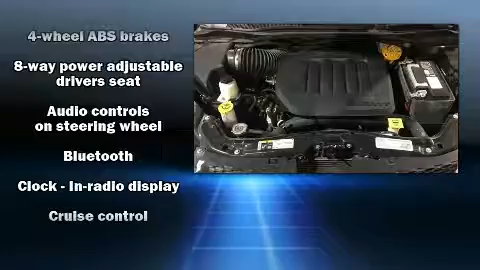 4-wheel ABS brakes
8-way power adjustable
drivers seat
Audio controls
on steering wheel
Bluetooth
Clock - In-radio display
Cruise control